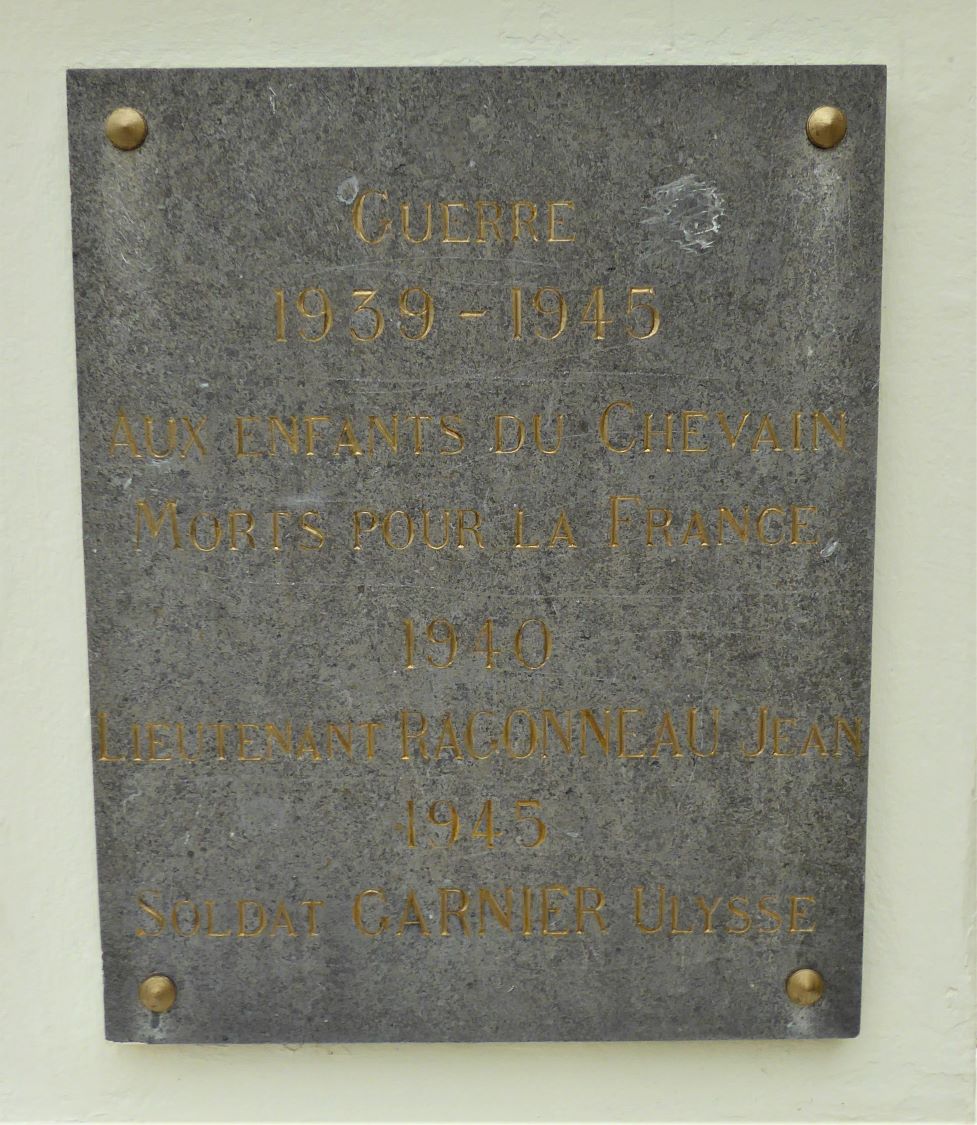 GUERRE
1939 - 1945
AUX ENFANTS DU CHEVAIN
MORTS POUR LA FRANCE
1940
LIEUTENANT RAGONNEAU JEAN
1945
SOLDAT GARNIER ULYSSE